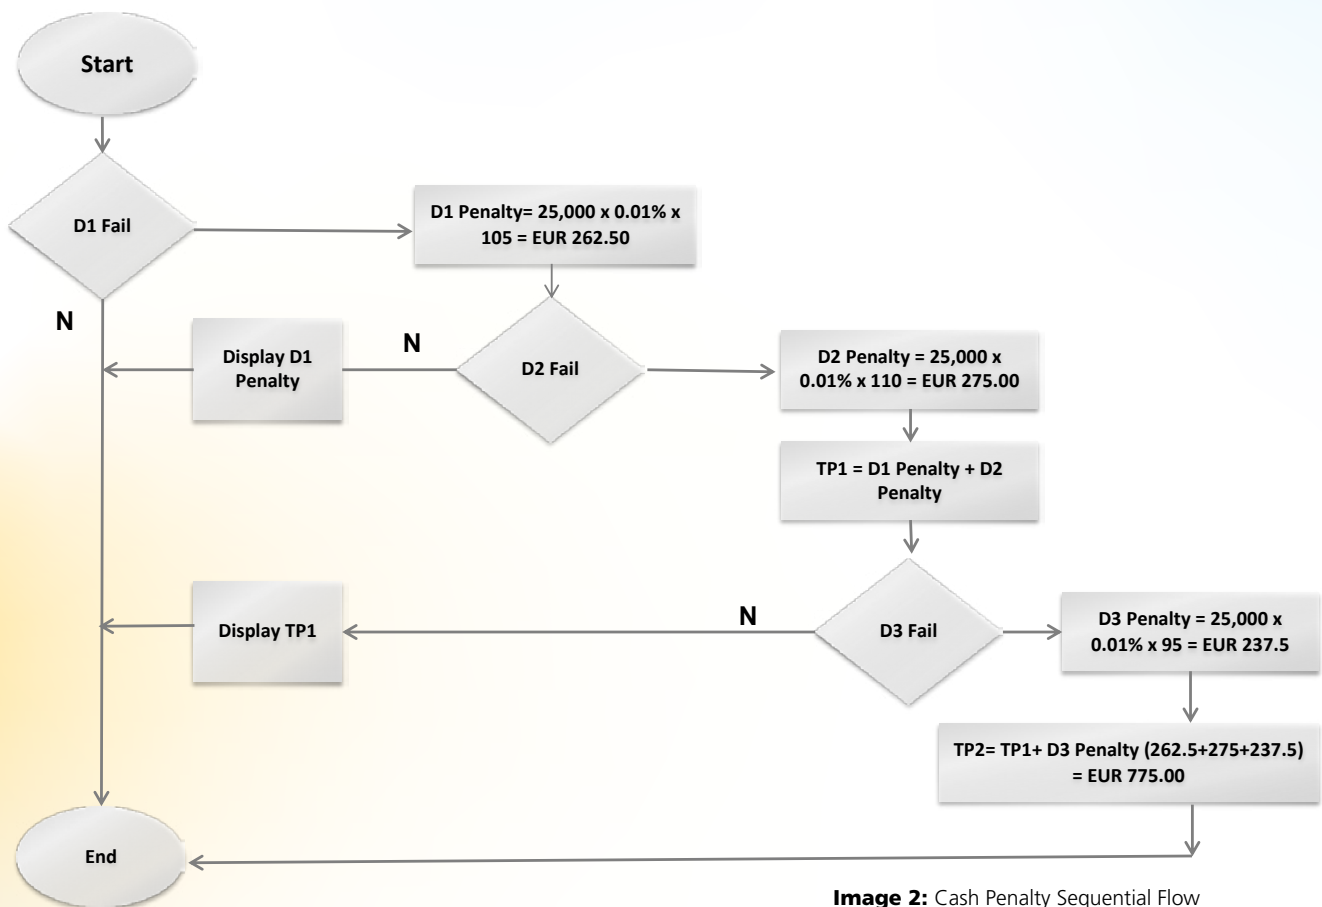 Start
D1 Fail
D1 Penalty= 25,000 x 0.01% x
105 = EUR 262.50
N
Display D1
Penalty
N
D2 Fail
D2 Penalty = 25,000 x
0.01% x 110 = EUR 275.00
TP1 = D1 Penalty + D2
Penalty
Display TP1
N
D3 Fail
D3 Penalty = 25,000 x
0.01% x 95 = EUR 237.5
TP2= TP1+ D3 Penalty (262.5+275+237.5)
= EUR 775.00
End
Image 2: Cash Penalty Sequential Flow